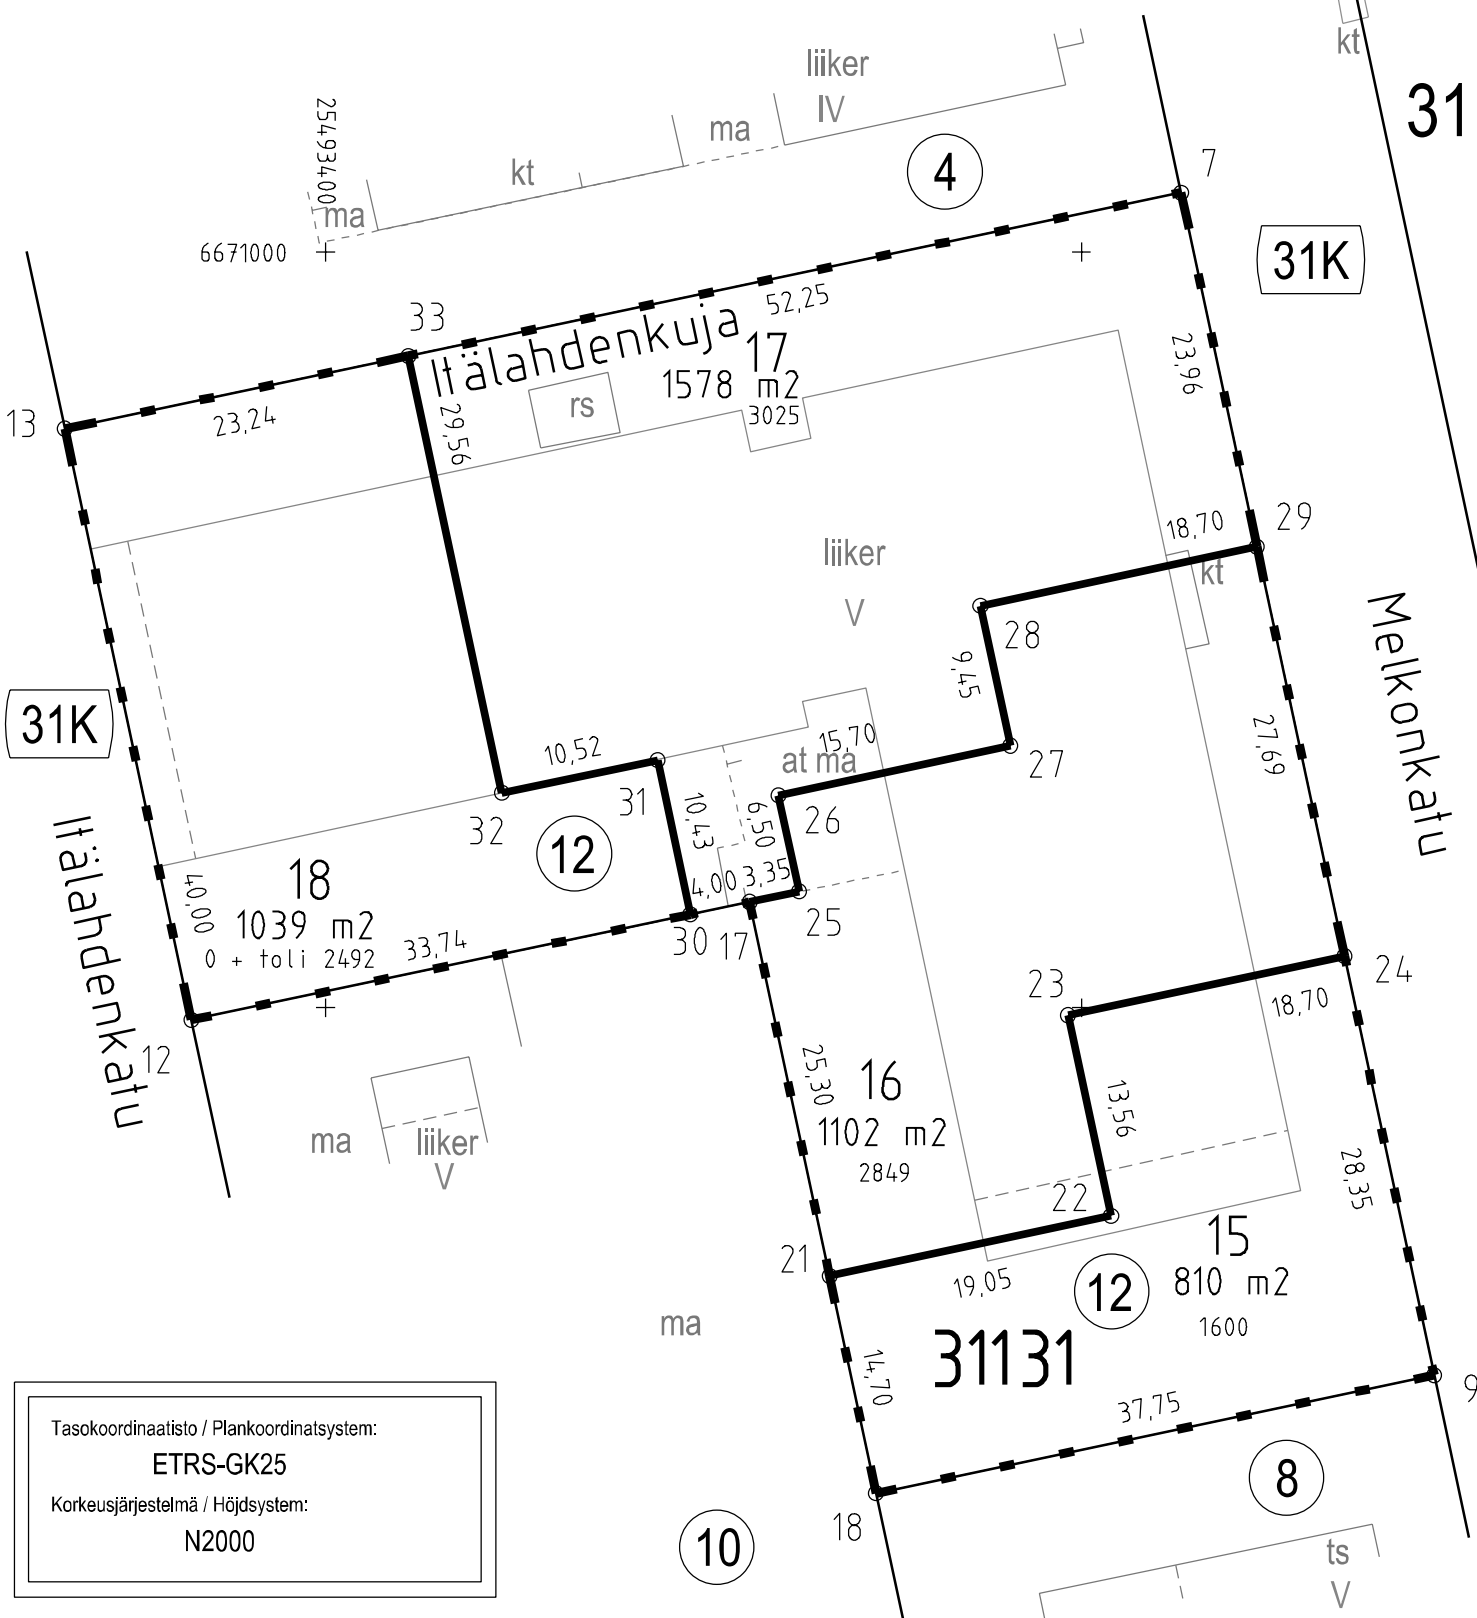 liiker
IV
kt
31
25493400
ma
kt
ma
4
7
6671000
31K
52,25
33
Itälahdenkuja
17
1578 m2
3025
23,96
13
23,24
29,56
rs
18,70
29
liiker
V
kt
28
9,45
Melkonkatu
31K
15,70
at ma
27
27,69
10,52
31
10,43
6,50
26
32
12
Itälahdenkatu
18
1039 m2
0 + toli 2492
40,00
4,00
3,35
25
33,74
30
17
24
23
18,70
12
25,30
16
1102 m2
2849
13,56
ma
liiker
V
22
28,35
15
810 m2
1600
21
19,05
12
ma
31131
14,70
9
37,75
Tasokoordinaatisto / Plankoordinatsystem:
ETRS-GK25
Korkeusjärjestelmä / Höjdsystem:
N2000
8
18
10
ts
V